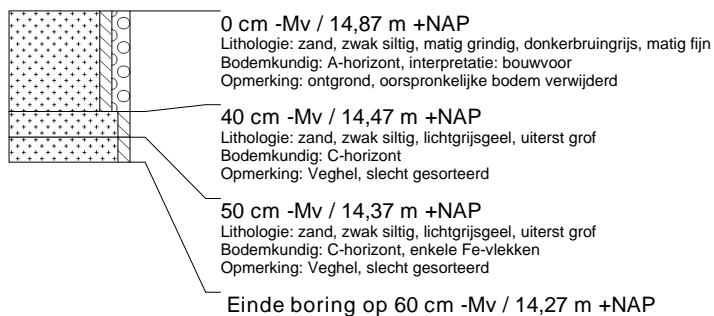 0 cm -Mv / 14,87 m +NAP
Lithologie: zand, zwak siltig, matig grindig, donkerbruingrijs, matig fijn
Bodemkundig: A-horizont, interpretatie: bouwvoor
Opmerking: ontgrond, oorspronkelijke bodem verwijderd
40 cm -Mv / 14,47 m +NAP
Lithologie: zand, zwak siltig, lichtgrijsgeel, uiterst grof
Bodemkundig: C-horizont
Opmerking: Veghel, slecht gesorteerd
50 cm -Mv / 14,37 m +NAP
Lithologie: zand, zwak siltig, lichtgrijsgeel, uiterst grof
Bodemkundig: C-horizont, enkele Fe-vlekken
Opmerking: Veghel, slecht gesorteerd
Einde boring op 60 cm -Mv / 14,27 m +NAP